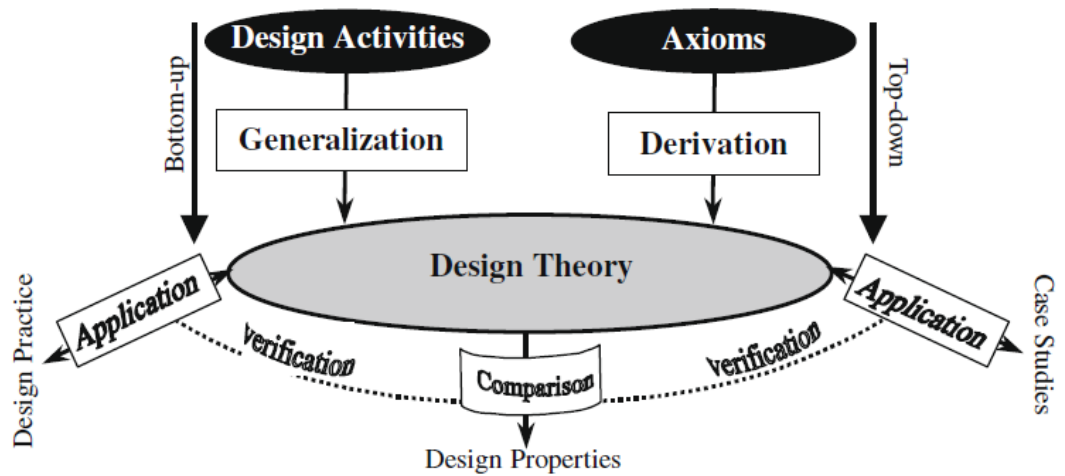 Design Activities
Axioms
Bottom-up
Top-down
Generalization
Derivation
Design Theory
Application
Application
Design Practice
Case Studies
verification
verification
Comparison
Design Properties